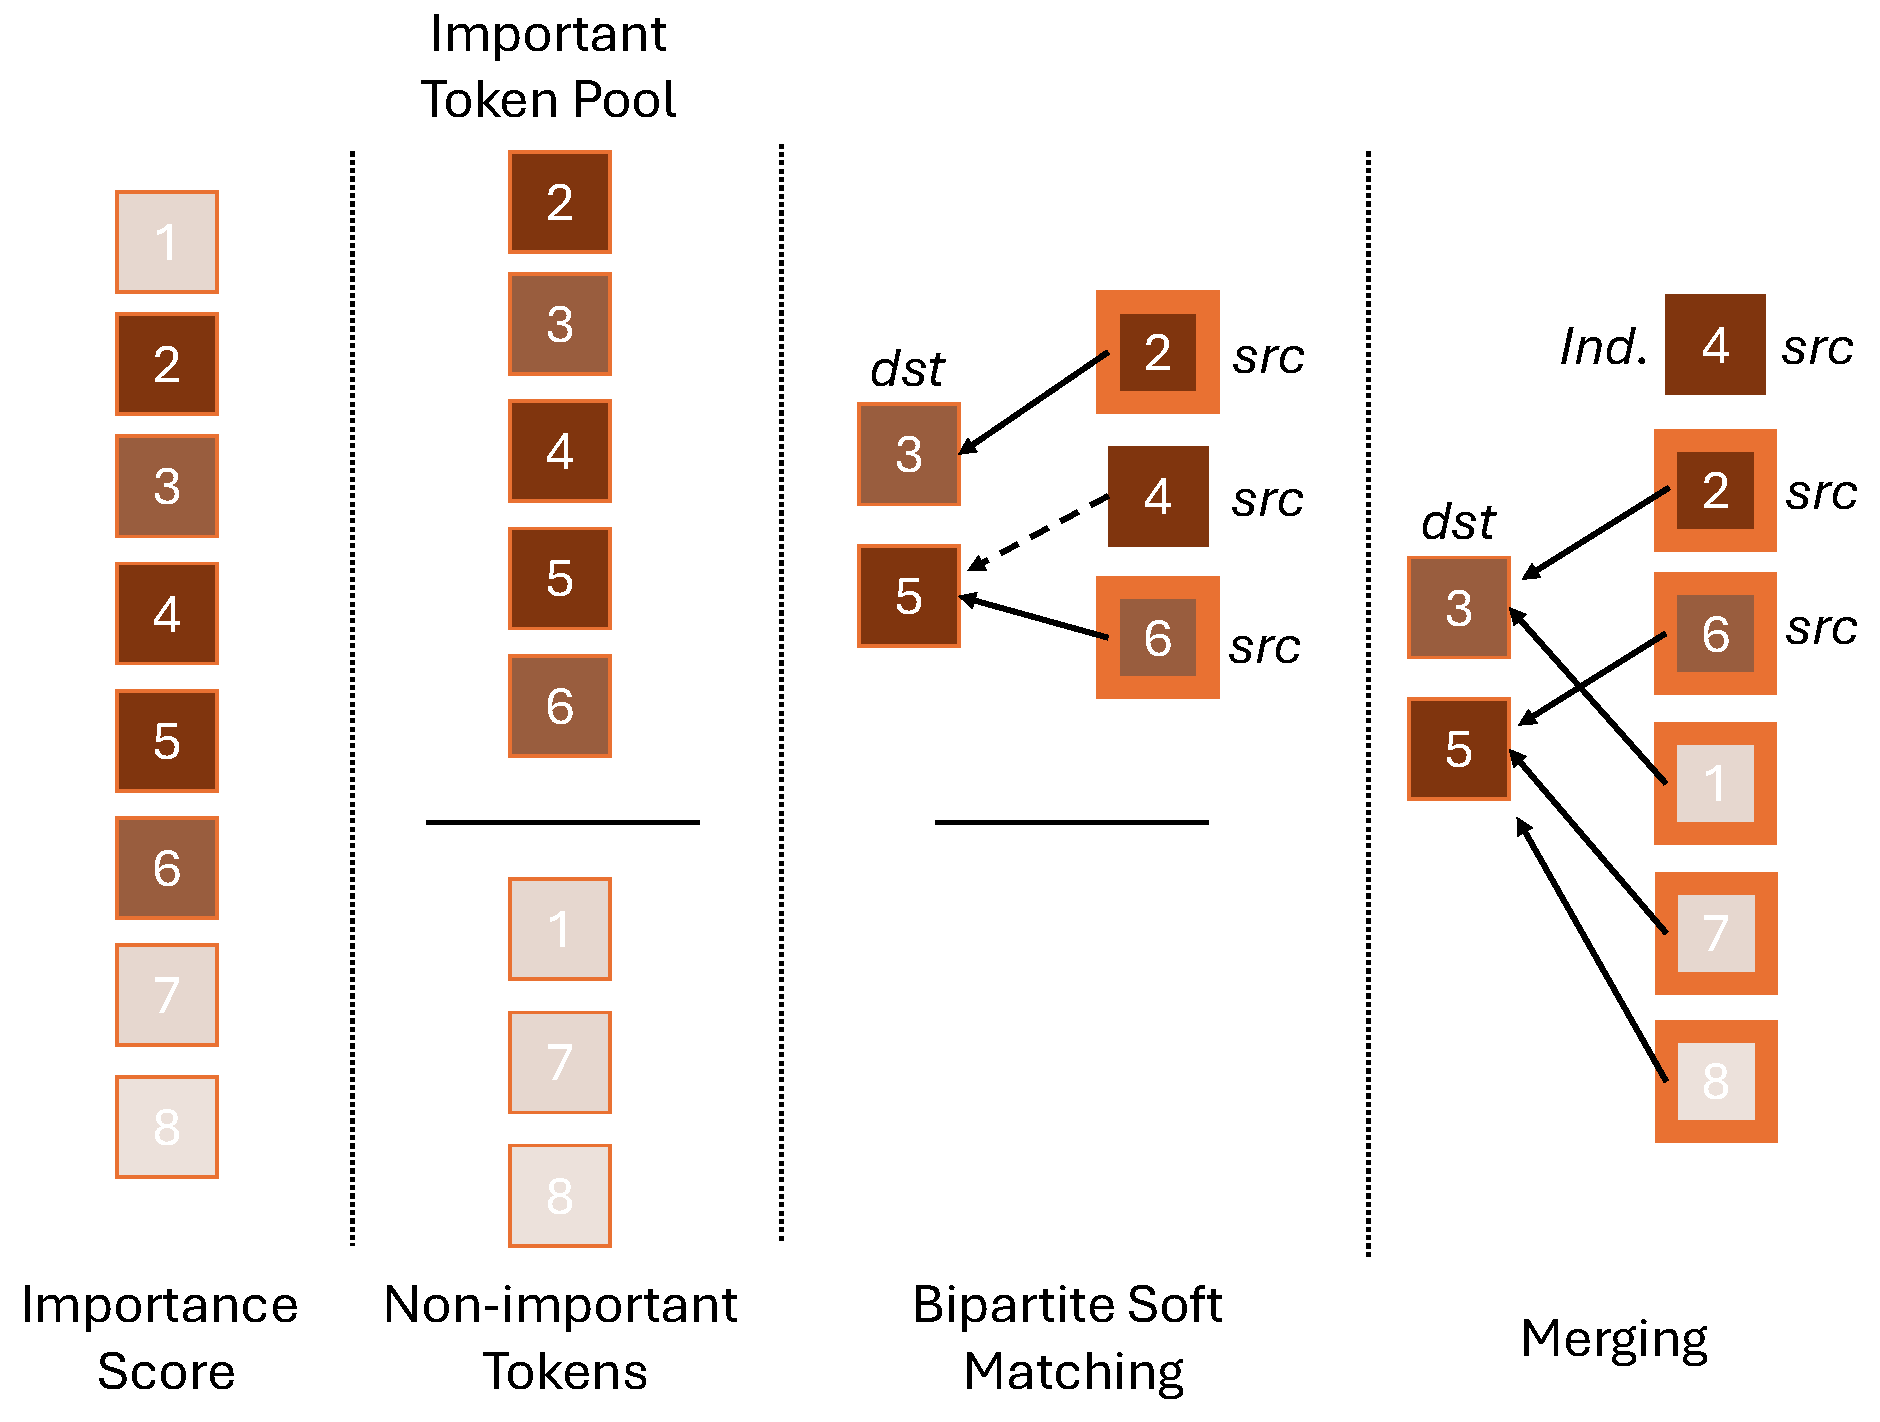 Important
Token Pool
1
2
3
4
5
6
7
8
Importance
Score
2
3
4
5
6
1
7
8
Non-important
Tokens
dst
3
5
2 src
4 src
6 src
Bipartite Soft
Matching
Ind. 4 src
2 src
dst
3
6 src
5
1
7
8
Merging